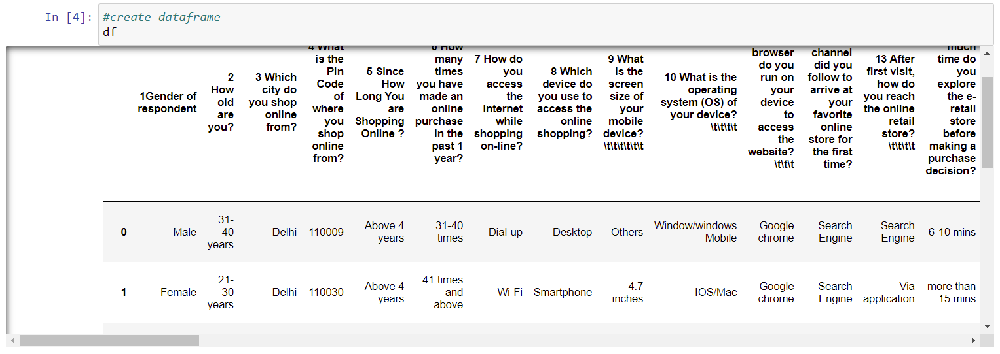 In [4]: #create dataframe
df
1Gender of
respondent
2
How
old
are
you?
3 Which
city do
you shop
online
from?
4 What
is the
Pin
Code
of
where
you
shop
online
from?
5 Since
How
Long You
are
Shopping
Online ?
6 How
many
times
you have
made an
online
purchase
in the
past 1
year?
7 How do
you
access
the
internet
while
shopping
on-line?
8 Which
device do
you use to
access the
online
shopping?
9 What
is the
screen
size of
your
mobile
device?
\t\t\t\t\t\t
10 What is the
operating
system (OS) of
your device?
\t\t\t\t
browser
do you
run on
your
device
to
access
the
website?
\t\t\t
channel
did you
follow to
arrive at
your
favorite
online
store for
the first
time?
13 After
first visit,
how do
you reach
the online
retail
store?
\t\t\t\t
much
time do
you
explore
the e-
retail
store
before
making a
purchase
decision?
0
Male
31-
40
years
Delhi
110009
Above 4
years
31-40
times
Dial-up
Desktop
Others
Window/windows
Mobile
Google
chrome
Search
Engine
Search
Engine
6-10 mins
1
Female
21-
30
years
Delhi
110030
Above 4
years
41 times
and
above
Wi-Fi
Smartphone
4.7
inches
IOS/Mac
Google
chrome
Search
Engine
Via
application
more than
15 mins